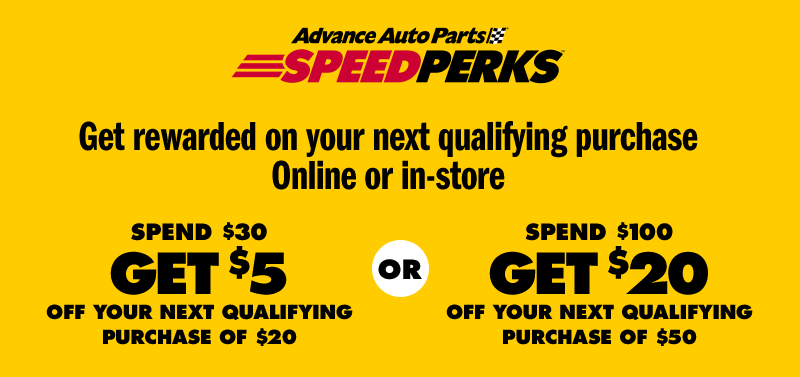 Advance Auto Parts
SPEEDPERKS
Get rewarded on your next qualifying purchase
Online or in-store
SPEND $30
GET $5
OFF YOUR NEXT QUALIFYING
PURCHASE OF $20
OR
SPEND $100
GET $20
OFF YOUR NEXT QUALIFYING
PURCHASE OF $50